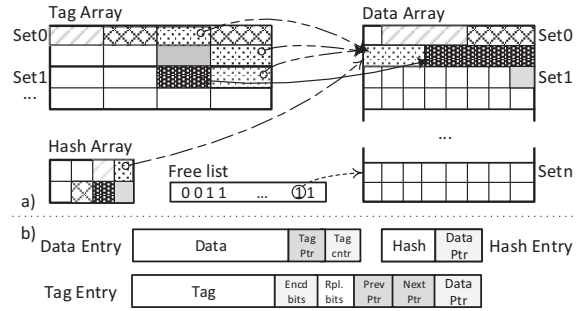 Tag Array
Data Array
Set0
Set0
Set1
Set1
...
...
Hash Array
Free list
0 0 1 1 ... 1 1
Setn
a)
b)
Data Entry
Data
Tag Ptr
Tag cntr
Hash
Data Ptr
Hash Entry
Tag Entry
Tag
Encd bits
Rpl. bits
Prev Ptr
Next Ptr
Data Ptr